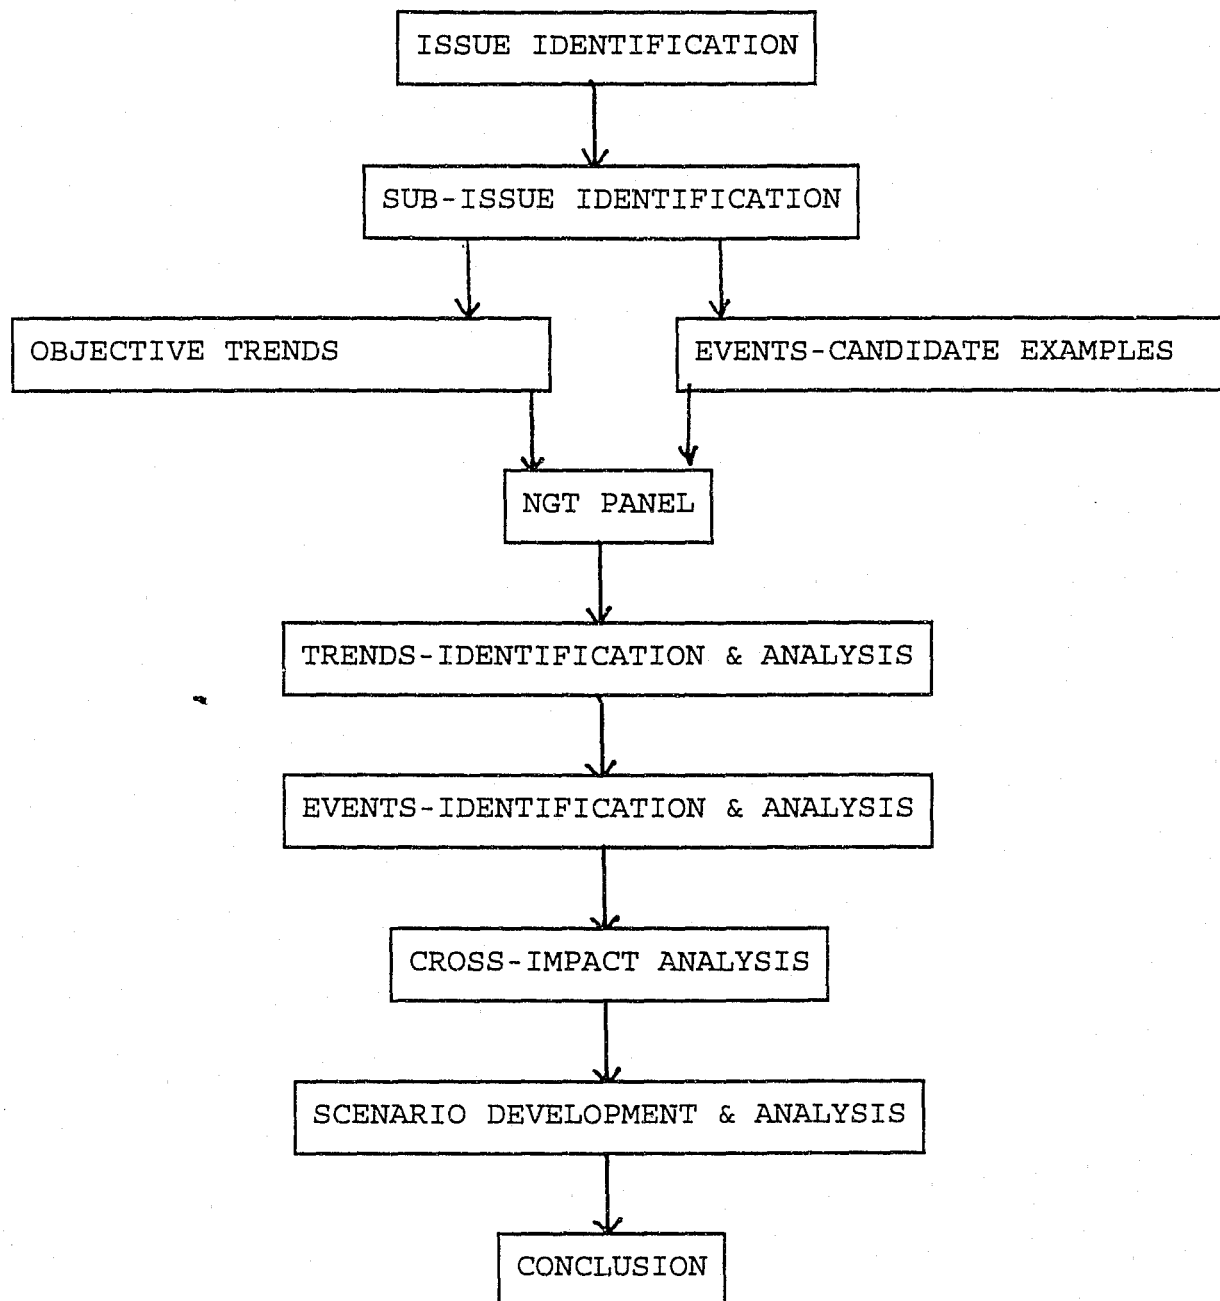 ISSUE IDENTIFICATION
SUB-ISSUE IDENTIFICATION
OBJECTIVE TRENDS
EVENTS-CANDIDATE EXAMPLES
NGT PANEL
TRENDS-IDENTIFICATION & ANALYSIS
EVENTS-IDENTIFICATION & ANALYSIS
CROSS-IMPACT ANALYSIS
SCENARIO DEVELOPMENT & ANALYSIS
CONCLUSION